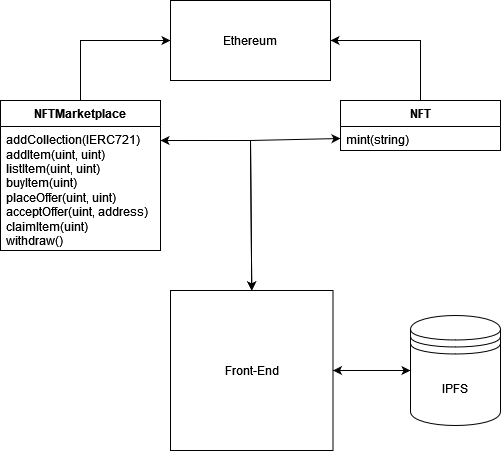 Ethereum
NFTMarketplace
addCollection(IERC721)
addItem(uint, uint)
listItem(uint, uint)
buyItem(uint)
placeOffer(uint, uint)
acceptOffer(uint, address)
claimItem(uint)
withdraw()
NFT
mint(string)
Front-End
IPFS